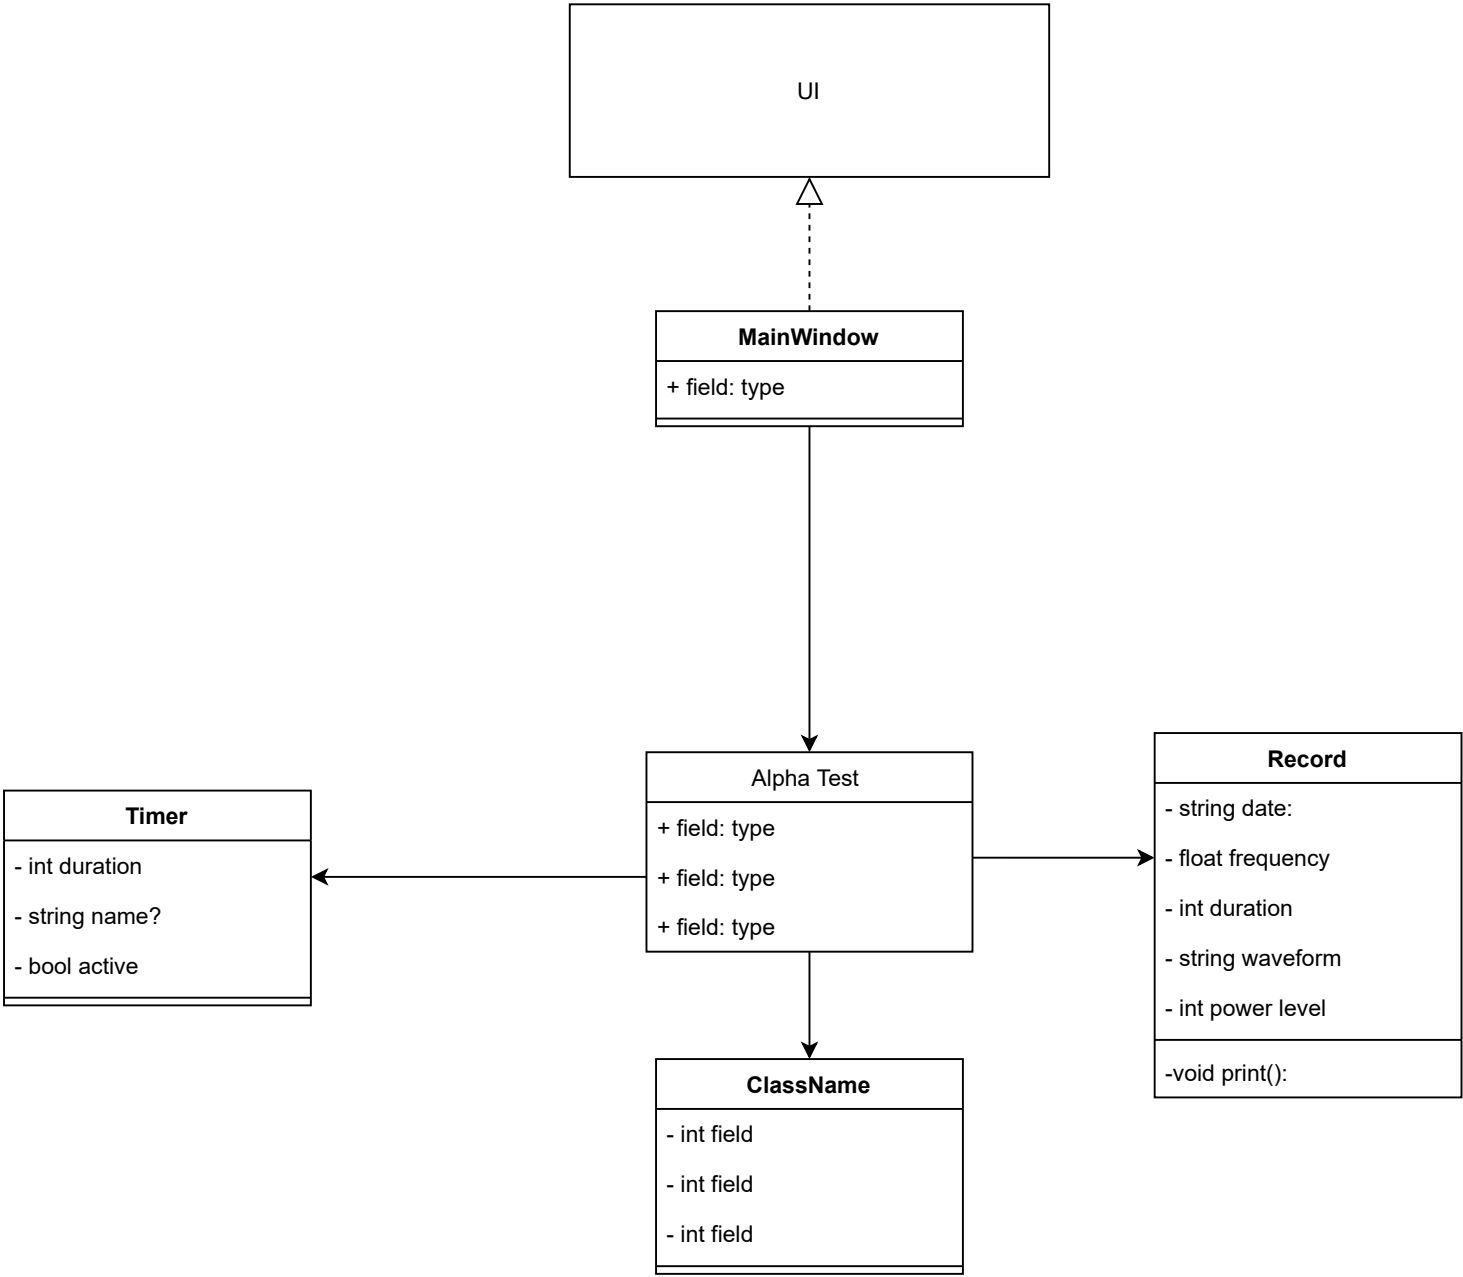 UI
MainWindow
+ field: type
Alpha Test
+ field: type
+ field: type
+ field: type
Timer
- int duration
- string name?
- bool active
Record
- string date:
- float frequency
- int duration
- string waveform
- int power level
-void print():
ClassName
- int field
- int field
- int field